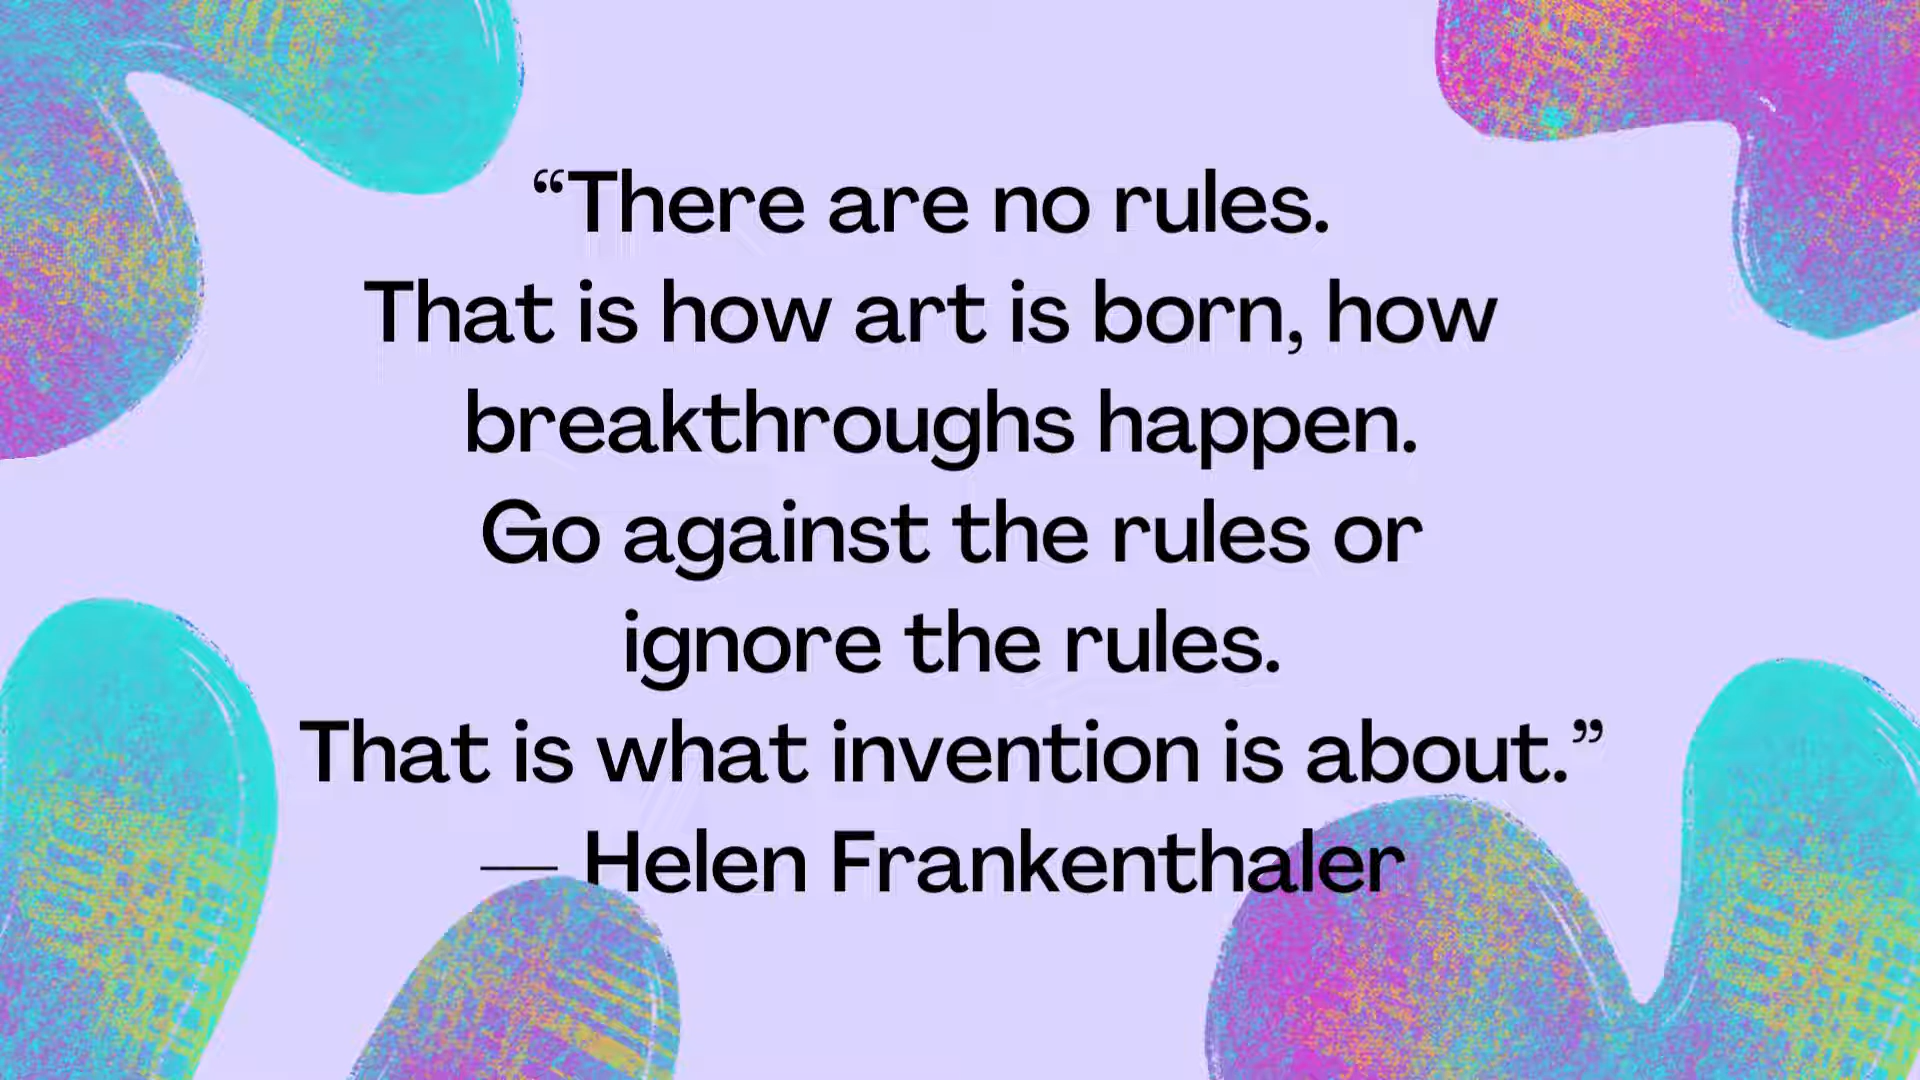 “There are no rules.
That is how art is born, how
breakthroughs happen.
Go against the rules or
ignore the rules.
That is what invention is about.”
— Helen Frankenthaler